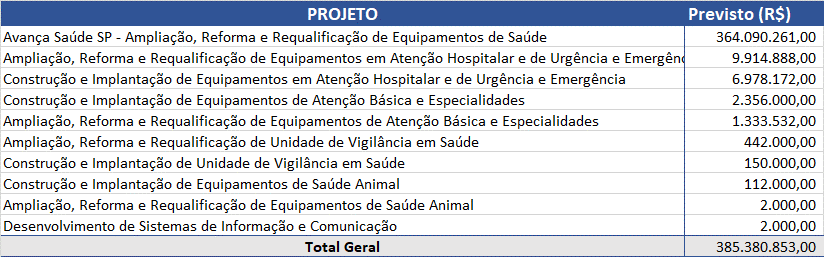 PROJETO Previsto (R$)
Avança Saúde SP - Ampliação, Reforma e Requalificação de Equipamentos de Saúde 364.090.261,00
Ampliação, Reforma e Requalificação de Equipamentos em Atenção Hospitalar e de Urgência e Emergênc 9.914.888,00
Construção e Implantação de Equipamentos em Atenção Hospitalar e de Urgência e Emergência 6.978.172,00
Construção e Implantação de Equipamentos de Atenção Básica e Especialidades 2.356.000,00
Ampliação, Reforma e Requalificação de Equipamentos de Atenção Básica e Especialidades 1.333.532,00
Ampliação, Reforma e Requalificação de Unidade de Vigilância em Saúde 442.000,00
Construção e Implantação de Unidade de Vigilância em Saúde 150.000,00
Construção e Implantação de Equipamentos de Saúde Animal 112.000,00
Ampliação, Reforma e Requalificação de Equipamentos de Saúde Animal 2.000,00
Desenvolvimento de Sistemas de Informação e Comunicação 2.000,00
Total Geral 385.380.853,00